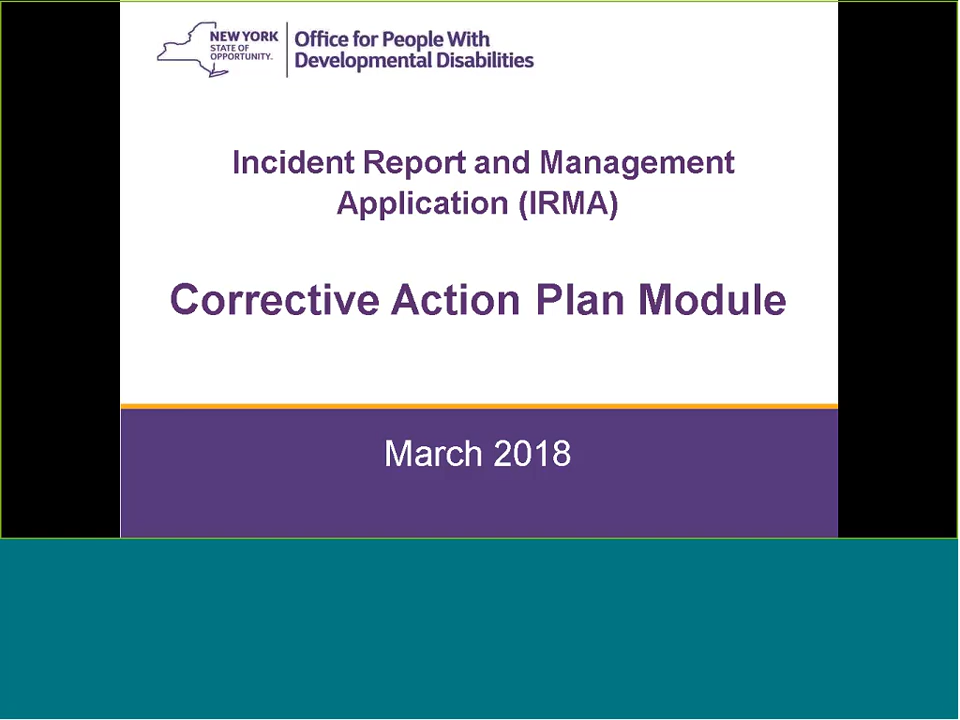 NEW YORK
STATE OF
OPPORTUNITY.
Office for People With
Developmental Disabilities
Incident Report and Management
Application (IRMA)
Corrective Action Plan Module
March 2018